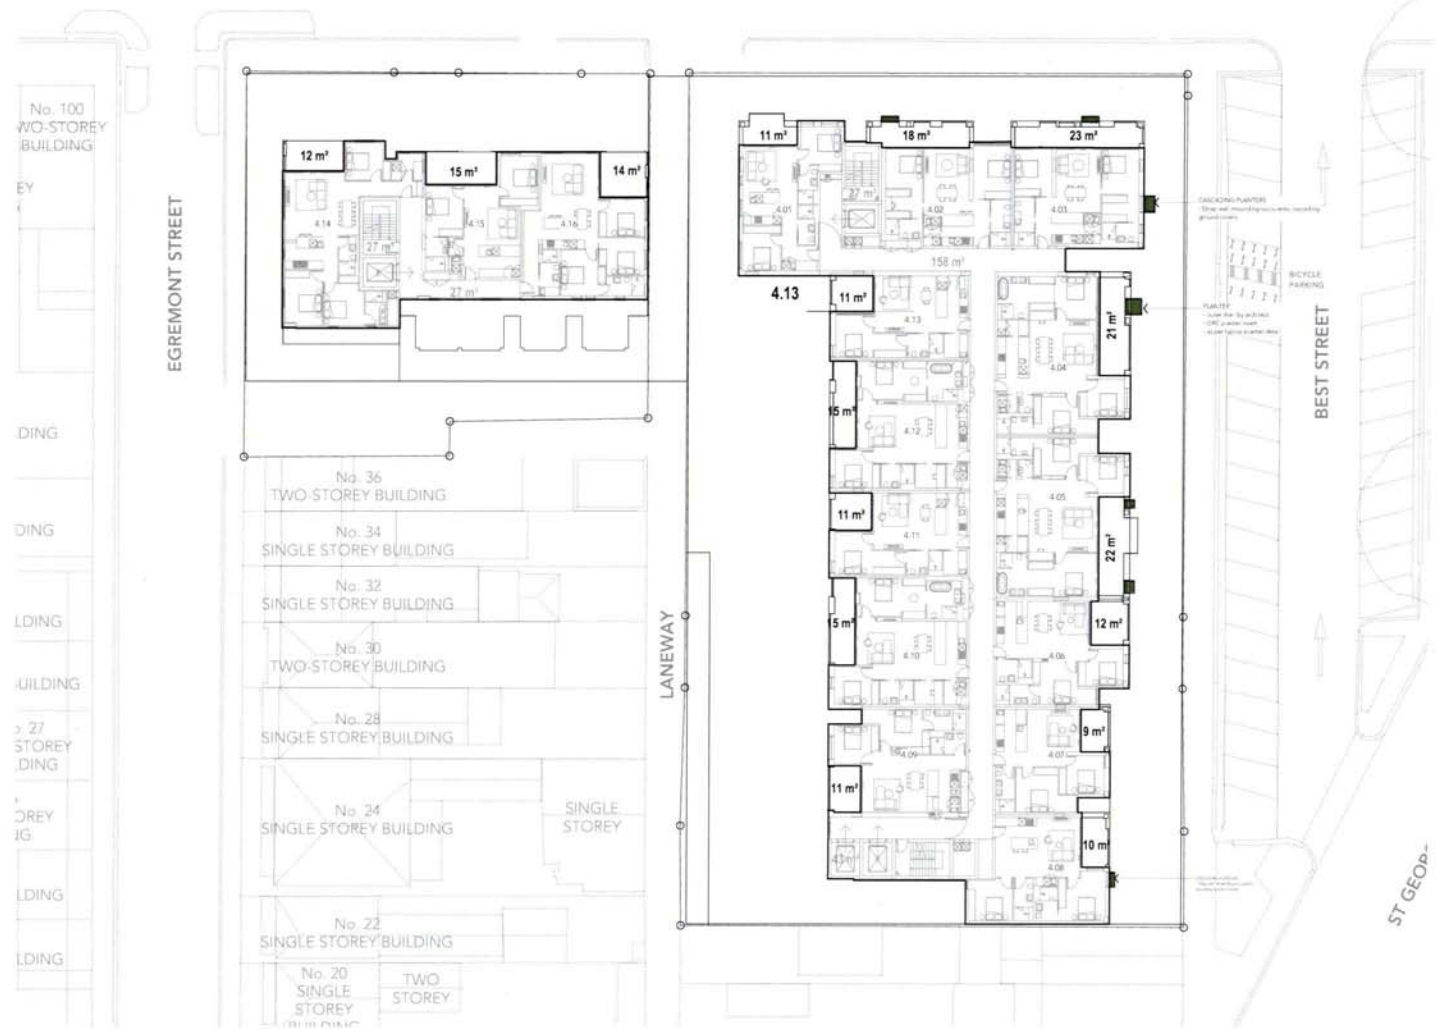 No. 100
WO-STOREY
BUILDING
EY
DING
DING
LDING
UILDING
o. 27
STOREY
DING
OREY
LDING
LDING
EGREMONT STREET
12 m²
15 m²
14 m²
4.14
4.15
4.16
27 m²
27 m²
11 m²
18 m²
23 m²
4.01
27 m²
4.02
4.03
158 m²
CASCADING PLANTERS
BICYCLE
PARKING
PLANTER
BEST STREET
4.13
11 m²
4.13
21 m²
4.04
15 m²
4.12
4.05
11 m²
4.11
22 m²
15 m²
4.10
12 m²
4.06
4.09
9 m²
4.07
11 m²
10 m²
4.08
LANEWAY
No. 36
TWO-STOREY BUILDING
No. 34
SINGLE STOREY BUILDING
No. 32
SINGLE STOREY BUILDING
No. 30
TWO-STOREY BUILDING
No. 28
SINGLE STOREY BUILDING
No. 24
SINGLE STOREY BUILDING
SINGLE
STOREY
No. 22
SINGLE STOREY BUILDING
No. 20
SINGLE
STOREY
BUILDING
TWO
STOREY
ST GEOR